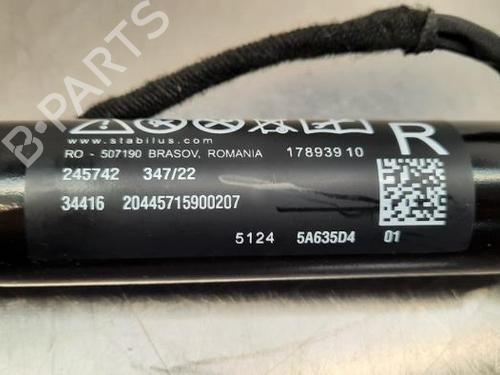 www.stabilus.com
R
RO - 507190 BRASOV, ROMANIA 17893910
245742 347/22
34416 20445715900207
5124 5A635D4 01
B-PARTS